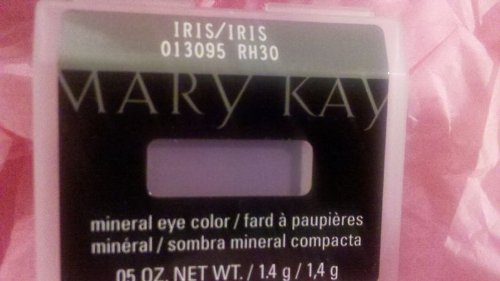 IRIS/IRIS
013095 RH30
MARY KAY
mineral eye color / fard à paupières
minéral / sombra mineral compacta
.05 OZ. NET WT. / 1.4 g / 1,4 g